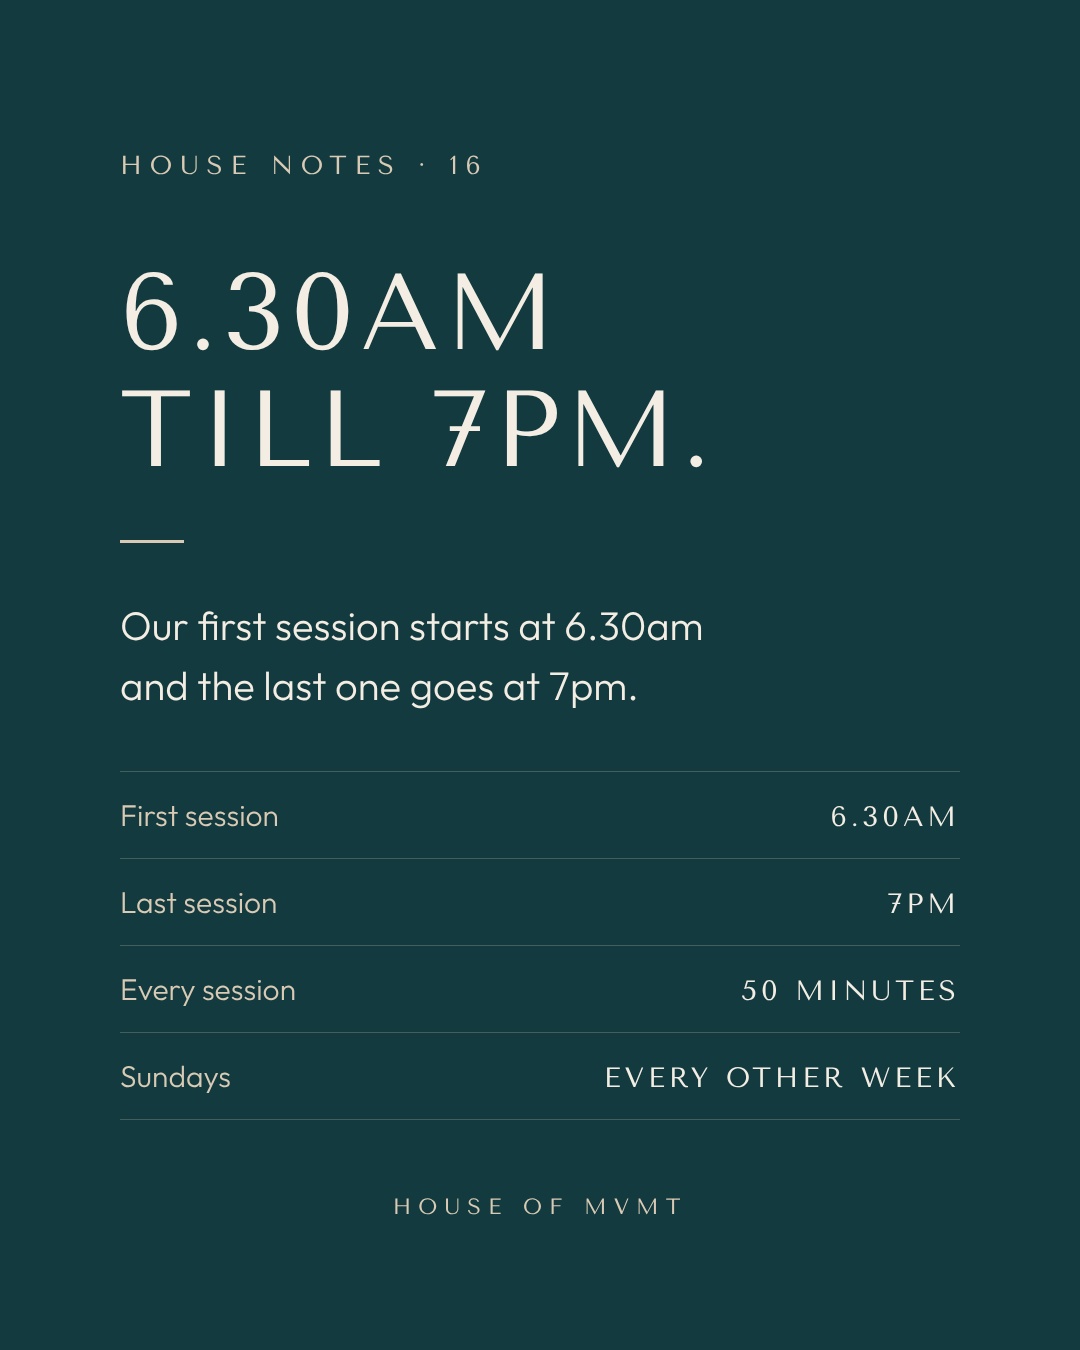 HOUSE NOTES · 16
6.30AM
TILL 7PM.
Our first session starts at 6.30am
and the last one goes at 7pm.
First session 6.30AM
Last session 7PM
Every session 50 MINUTES
Sundays EVERY OTHER WEEK
HOUSE OF MVMT